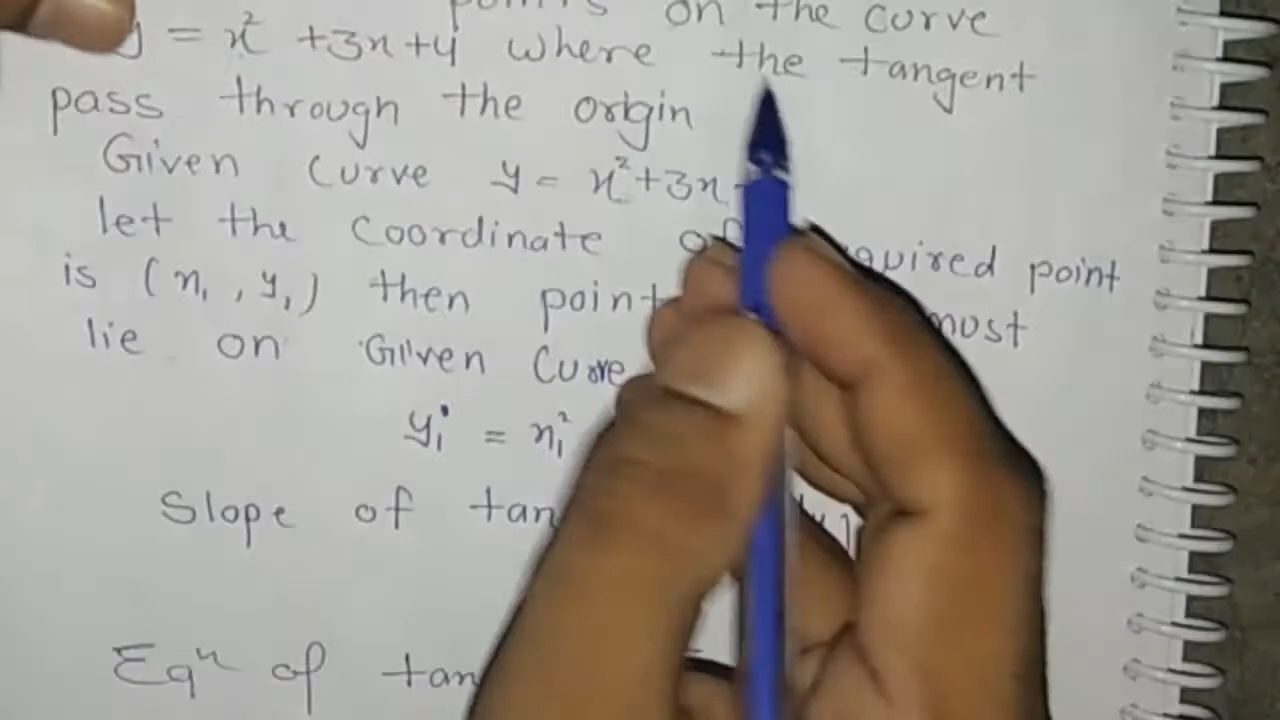 points on the curve
y = x² + 3x + 4 where the tangent
pass through the origin
Given Curve y = x² + 3x
let the Coordinate of required point
is (x₁, y₁) then point most
lie on Given Curve
y₁ = x₁²
Slope of tan
Eqⁿ of tan